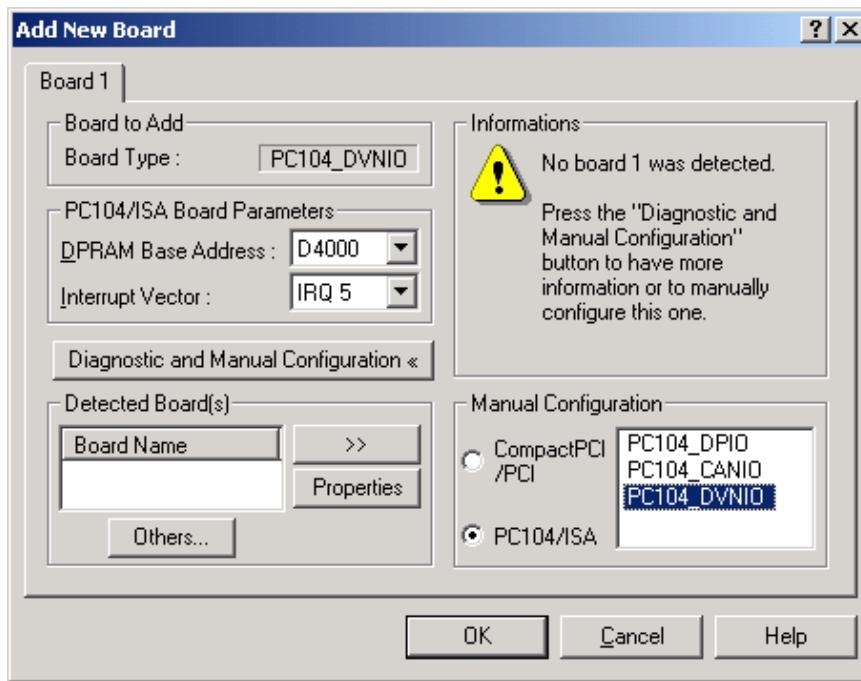 Add New Board
Board 1
Board to Add
Board Type : PC104_DVNIO
PC104/ISA Board Parameters
DPRAM Base Address : D4000
Interrupt Vector : IRQ 5
Diagnostic and Manual Configuration «
Informations
No board 1 was detected.
Press the "Diagnostic and
Manual Configuration"
button to have more
information or to manually
configure this one.
Detected Board(s)
Board Name
>>
Properties
Others...
Manual Configuration
CompactPCI
/PCI
PC104/ISA
PC104_DPIO
PC104_CANIO
PC104_DVNIO
OK Cancel Help